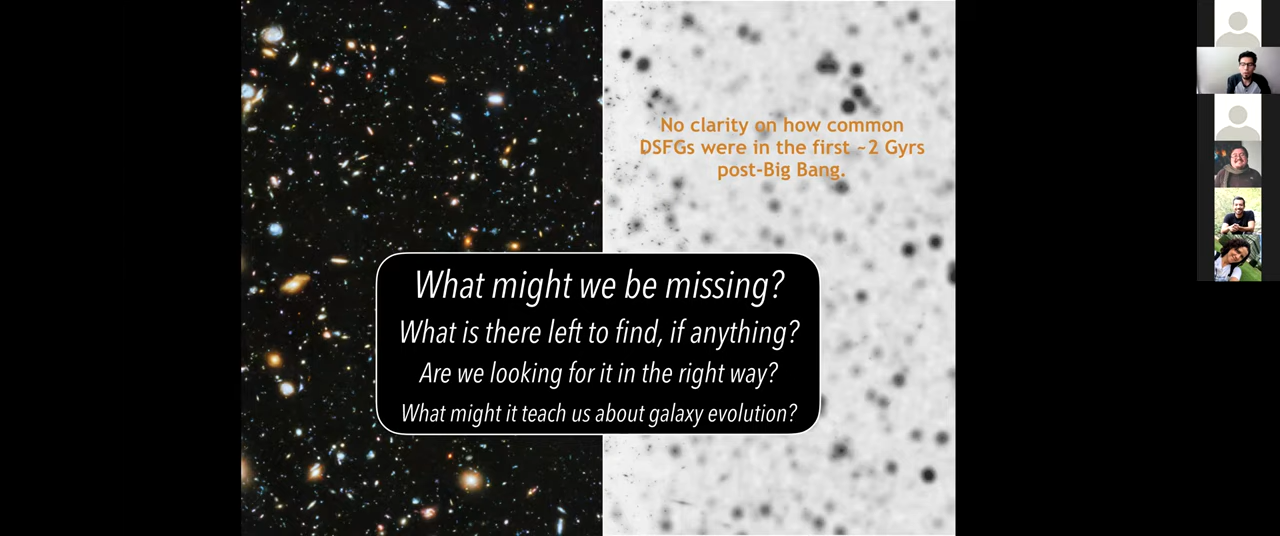 No clarity on how common
DSFGs were in the first ~2 Gyrs
post-Big Bang.
What might we be missing?
What is there left to find, if anything?
Are we looking for it in the right way?
What might it teach us about galaxy evolution?